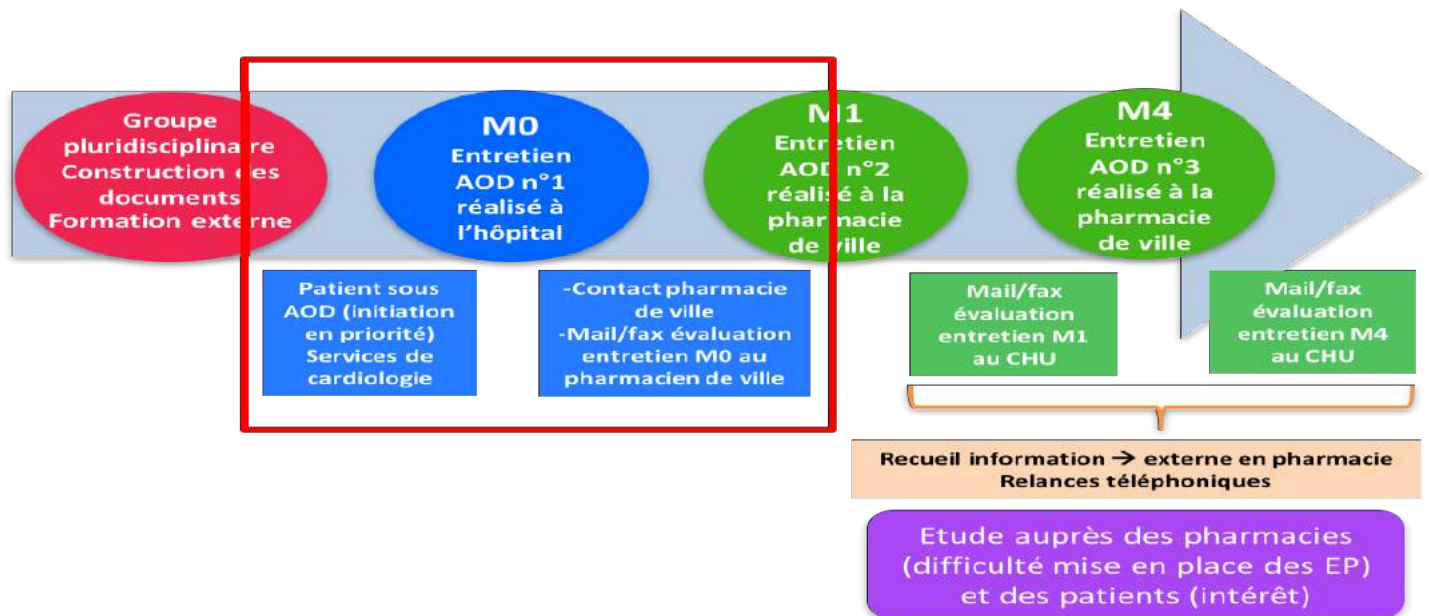 Groupe
pluridisciplinaire
Construction des
documents
Formation externe
M0
Entretien
AOD n°1
réalisé à
l'hôpital
M1
Entretien
AOD n°2
réalisé à la
pharmacie
de ville
M4
Entretien
AOD n°3
réalisé à la
pharmacie
de ville
Patient sous
AOD (initiation
en priorité)
Services de
cardiologie
-Contact pharmacie
de ville
-Mail/fax évaluation
entretien M0 au
pharmacien de ville
Mail/fax
évaluation
entretien M1
au CHU
Mail/fax
évaluation
entretien M4
au CHU
Recueil information → externe en pharmacie
Relances téléphoniques
Etude auprès des pharmacies
(difficulté mise en place des EP)
et des patients (intérêt)